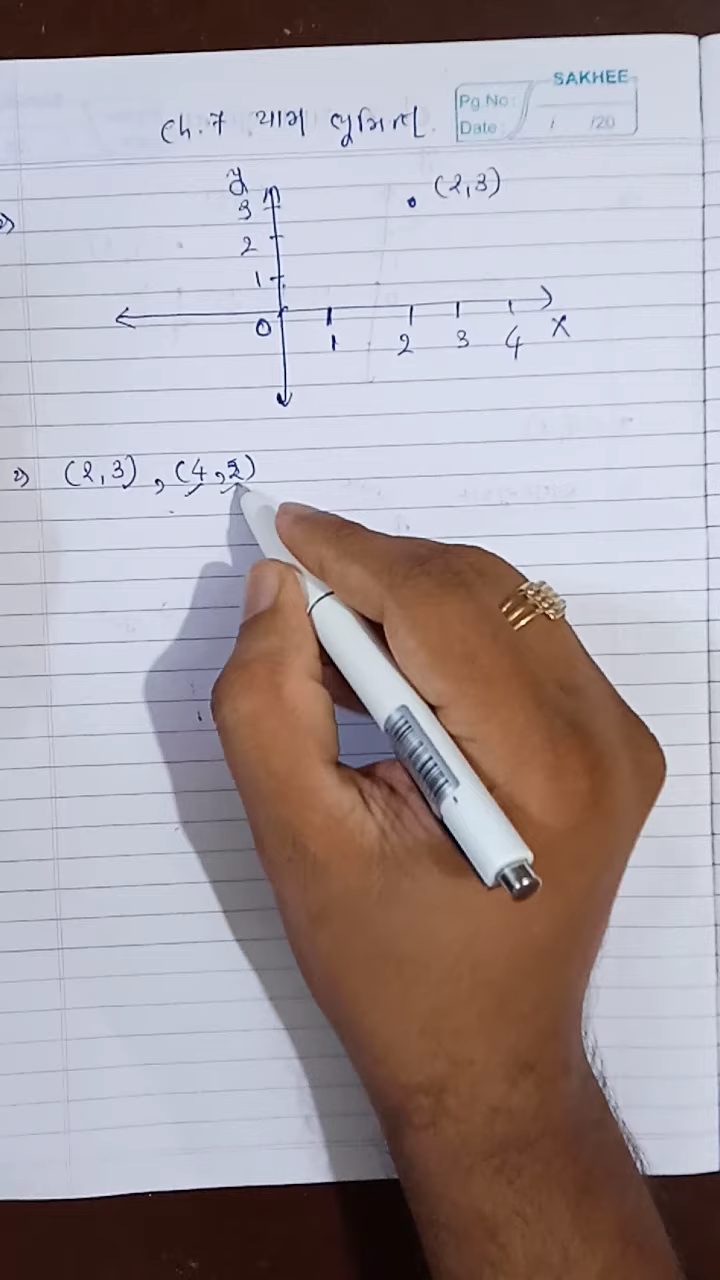 SAKHEE
Pg.No:
Date: / /20
Ch.7 યામ ભૂમિતિ.
y
(2,3)
3
2
1
0
1 2 3 4 X
2) (2,3) , (4,2)